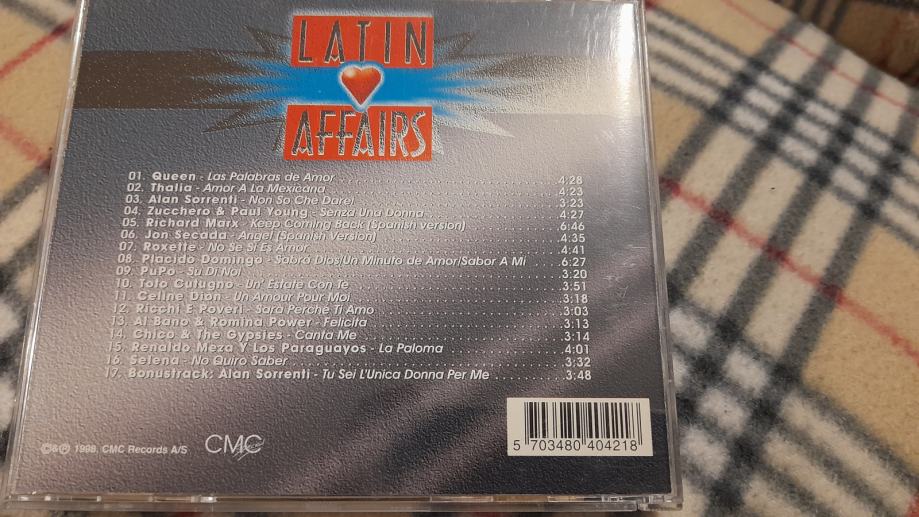 LATIN
AFFAIRS
01. Queen - Las Palabras de Amor 4:28
02. Thalia - Amor A La Mexicana 4:23
03. Alan Sorrenti - Non So Che Darei 3:23
04. Zucchero & Paul Young - Senza Una Donna 4:27
05. Richard Marx - Keep Coming Back (Spanish version) 6:46
06. Jon Secada - Angel (Spanish Version) 4:35
07. Roxette - No Se Si Es Amor 4:41
08. Placido Domingo - Sabrá Dios/Un Minuto de Amor/Sabor A Mi 6:27
09. PuPo - Su Di Noi 3:20
10. Toto Cutugno - Un' Estate Con Te 3:51
11. Celine Dion - Un Amour Pour Moi 3:18
12. Ricchi E Poveri - Sara Perche Ti Amo 3:03
13. Al Bano & Romina Power - Felicita 3:13
14. Chico & The Gypsies - Canta Me 3:14
15. Renaldo Meza Y Los Paraguayos - La Paloma 4:01
16. Selena - No Quiro Saber 3:32
17. Bonustrack: Alan Sorrenti - Tu Sei L'Unica Donna Per Me 3:48
©&℗ 1998, CMC Records A/S
CMC
5 703480 404218